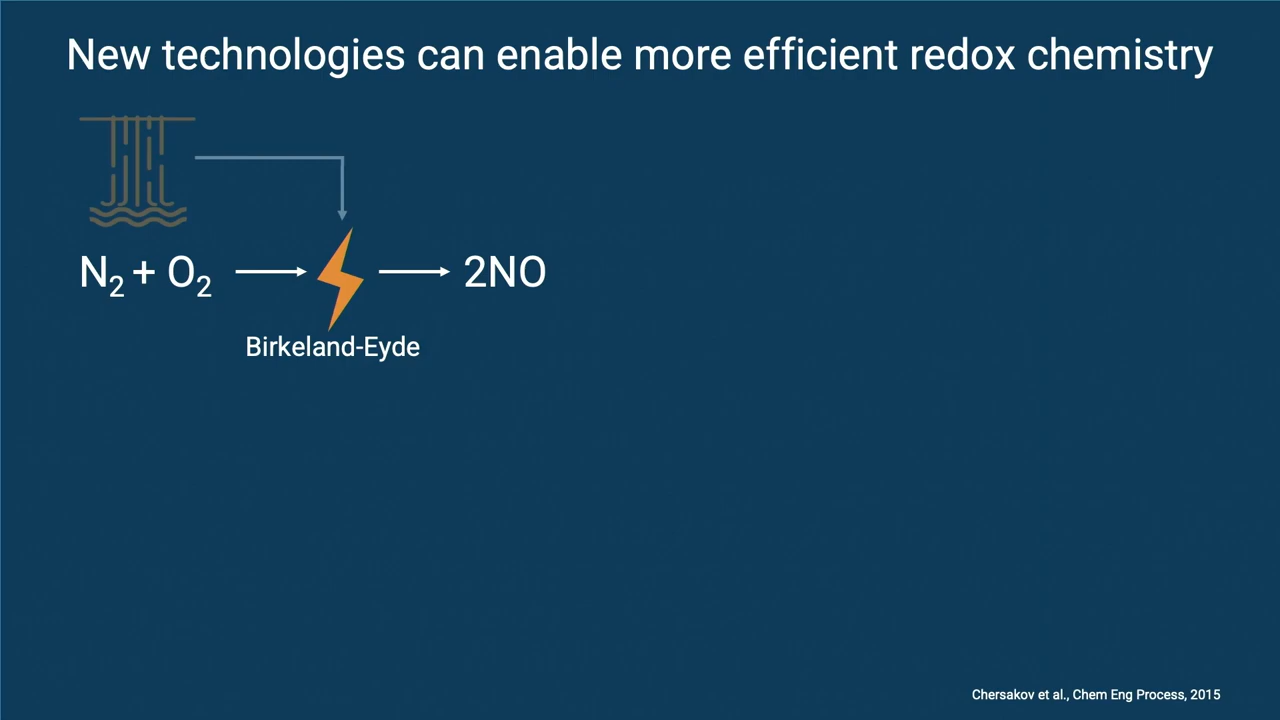 New technologies can enable more efficient redox chemistry
N₂ + O₂ → → 2NO
Birkeland-Eyde
Chersakov et al., Chem Eng Process, 2015